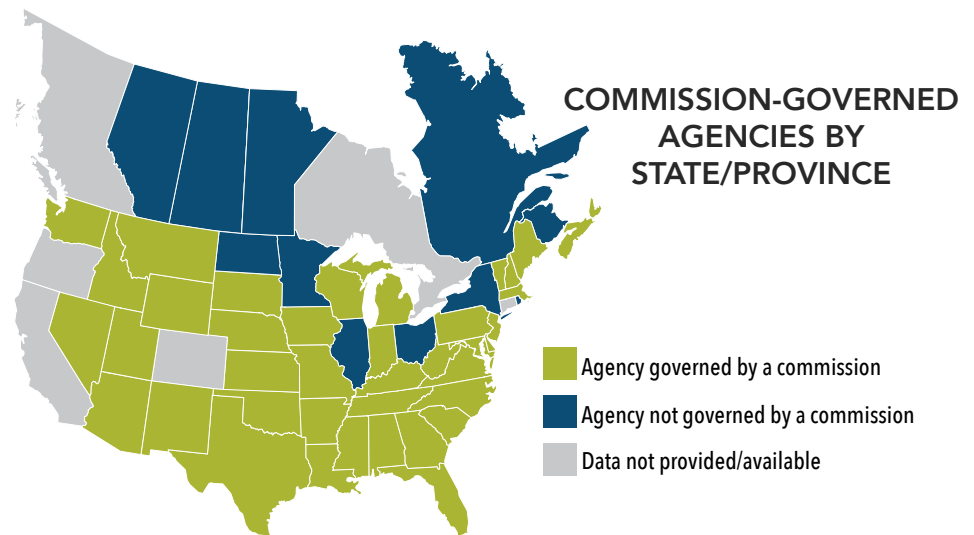 COMMISSION-GOVERNED
AGENCIES BY
STATE/PROVINCE
Agency governed by a commission
Agency not governed by a commission
Data not provided/available